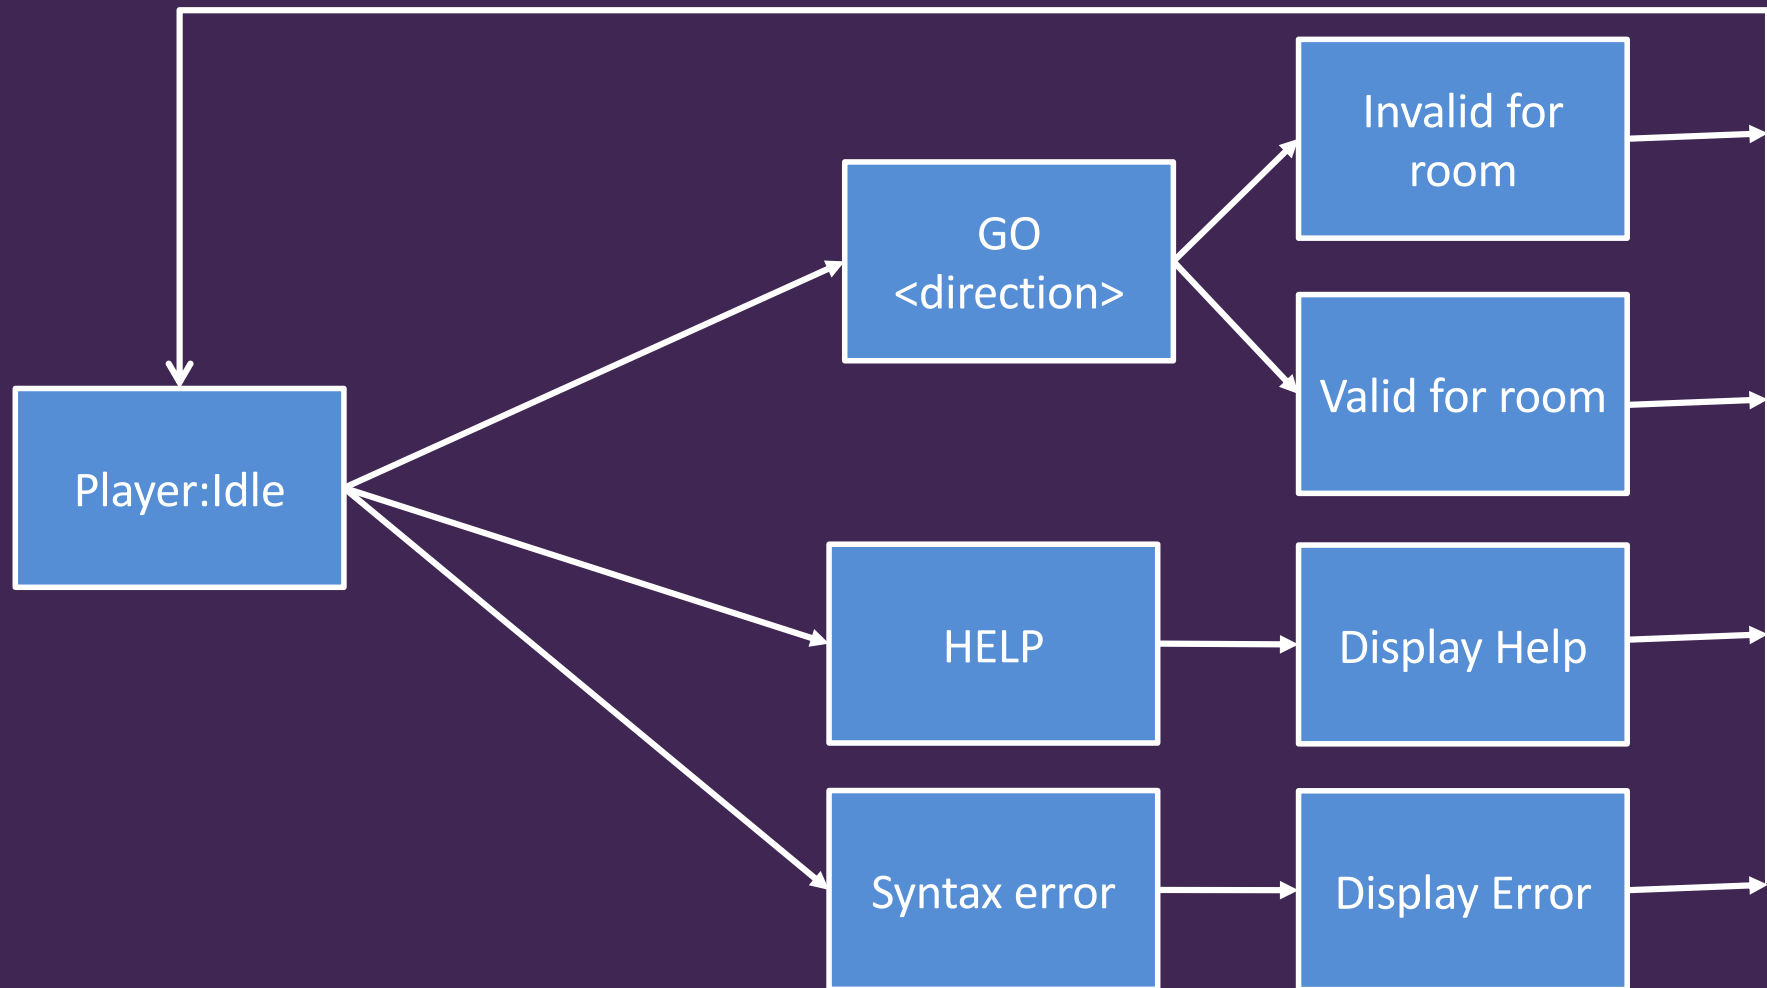 Invalid for
room
GO
<direction>
Valid for room
Player:Idle
HELP
Display Help
Syntax error
Display Error